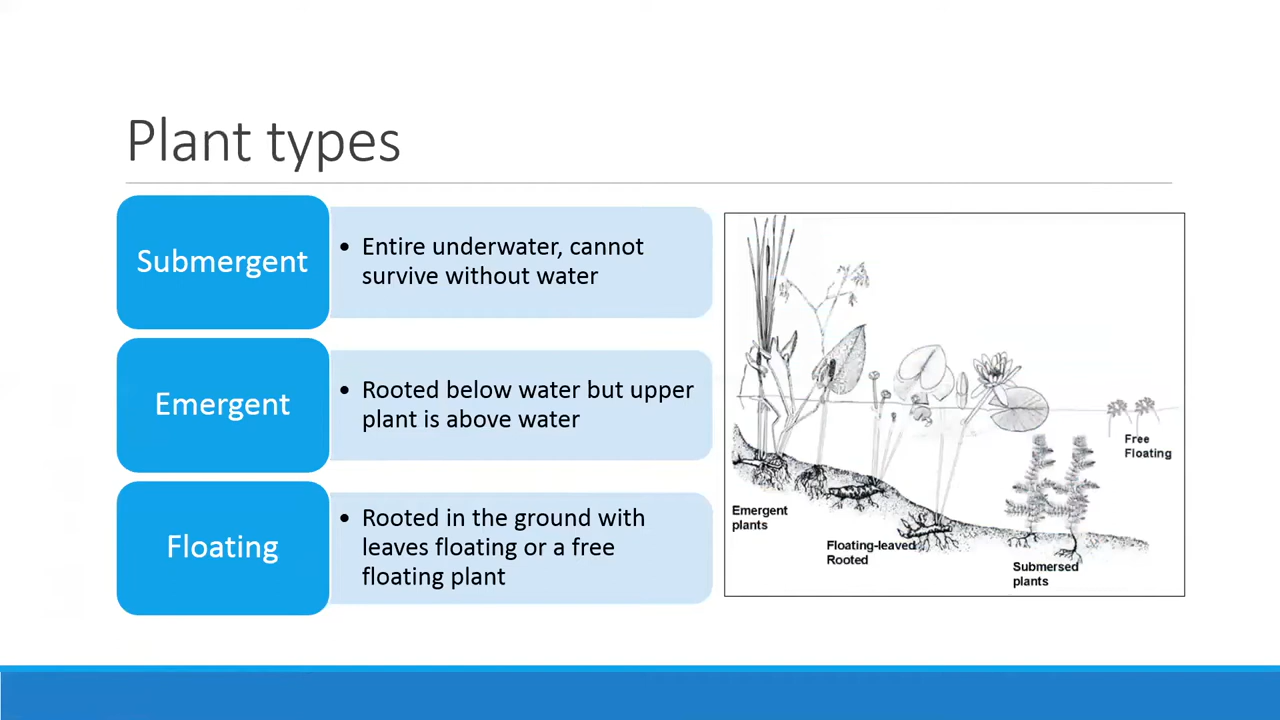 Plant types
Submergent
• Entire underwater, cannot
survive without water
Emergent
• Rooted below water but upper
plant is above water
Floating
• Rooted in the ground with
leaves floating or a free
floating plant
Free
Floating
Emergent
plants
Floating-leaved
Rooted
Submersed
plants